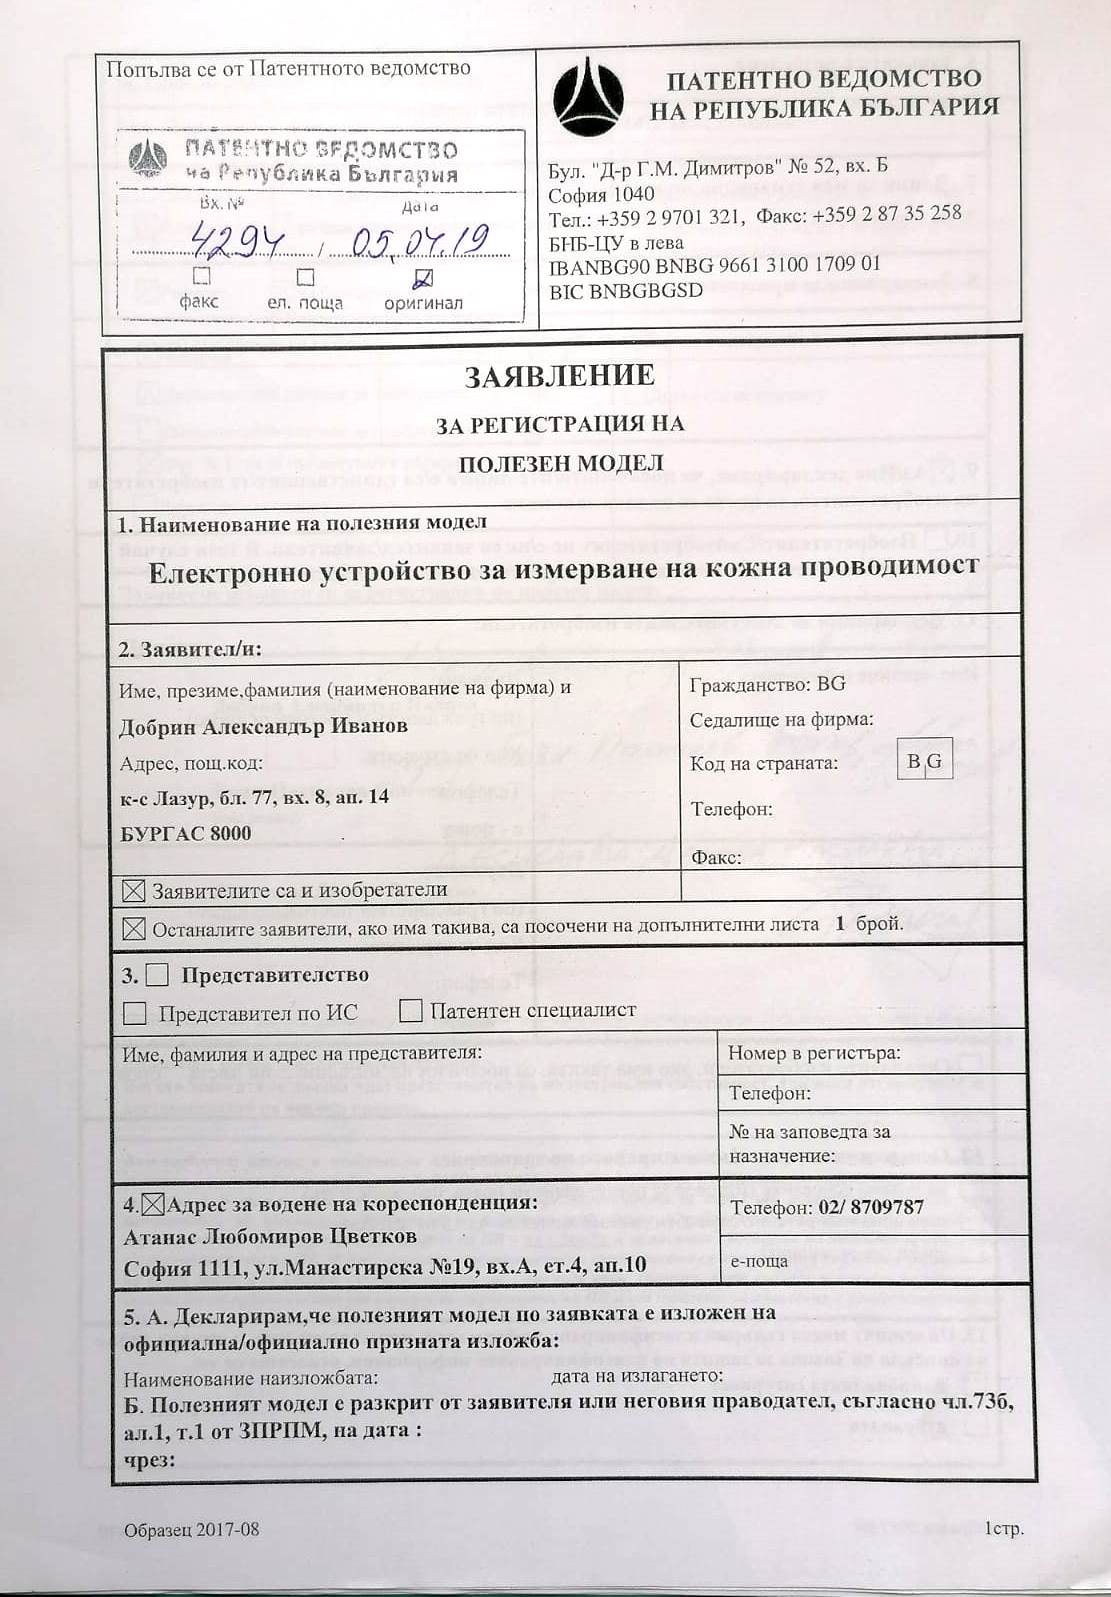 Попълва се от Патентното ведомство
ПАТЕНТНО ВЕДОМСТВО
на Република България
Вх. № Дата
4294 / 05.04.19
факс ел. поща оригинал
ПАТЕНТНО ВЕДОМСТВО
НА РЕПУБЛИКА БЪЛГАРИЯ
Бул. "Д-р Г.М. Димитров" № 52, вх. Б
София 1040
Тел.: +359 2 9701 321, Факс: +359 2 87 35 258
БНБ-ЦУ в лева
IBANBG90 BNBG 9661 3100 1709 01
BIC BNBGBGSD
ЗАЯВЛЕНИЕ
ЗА РЕГИСТРАЦИЯ НА
ПОЛЕЗЕН МОДЕЛ
1. Наименование на полезния модел
Електронно устройство за измерване на кожна проводимост
2. Заявител/и:
Име, презиме,фамилия (наименование на фирма) и
Добрин Александър Иванов
Адрес, пощ.код:
к-с Лазур, бл. 77, вх. 8, ап. 14
БУРГАС 8000
Гражданство: BG
Седалище на фирма:
Код на страната: B G
Телефон:
Факс:
Заявителите са и изобретатели
Останалите заявители, ако има такива, са посочени на допълнителни листа 1 брой.
3. Представителство
Представител по ИС Патентен специалист
Име, фамилия и адрес на представителя:
Номер в регистъра:
Телефон:
№ на заповедта за
назначение:
4. Адрес за водене на кореспонденция:
Атанас Любомиров Цветков
София 1111, ул.Манастирска №19, вх.А, ет.4, ап.10
Телефон: 02/ 8709787
е-поща
5. А. Декларирам,че полезният модел по заявката е изложен на
официална/официално призната изложба:
Наименование наизложбата: дата на излагането:
Б. Полезният модел е разкрит от заявителя или неговия праводател, съгласно чл.73б,
ал.1, т.1 от ЗПРПМ, на дата :
чрез:
Образец 2017-08 1стр.